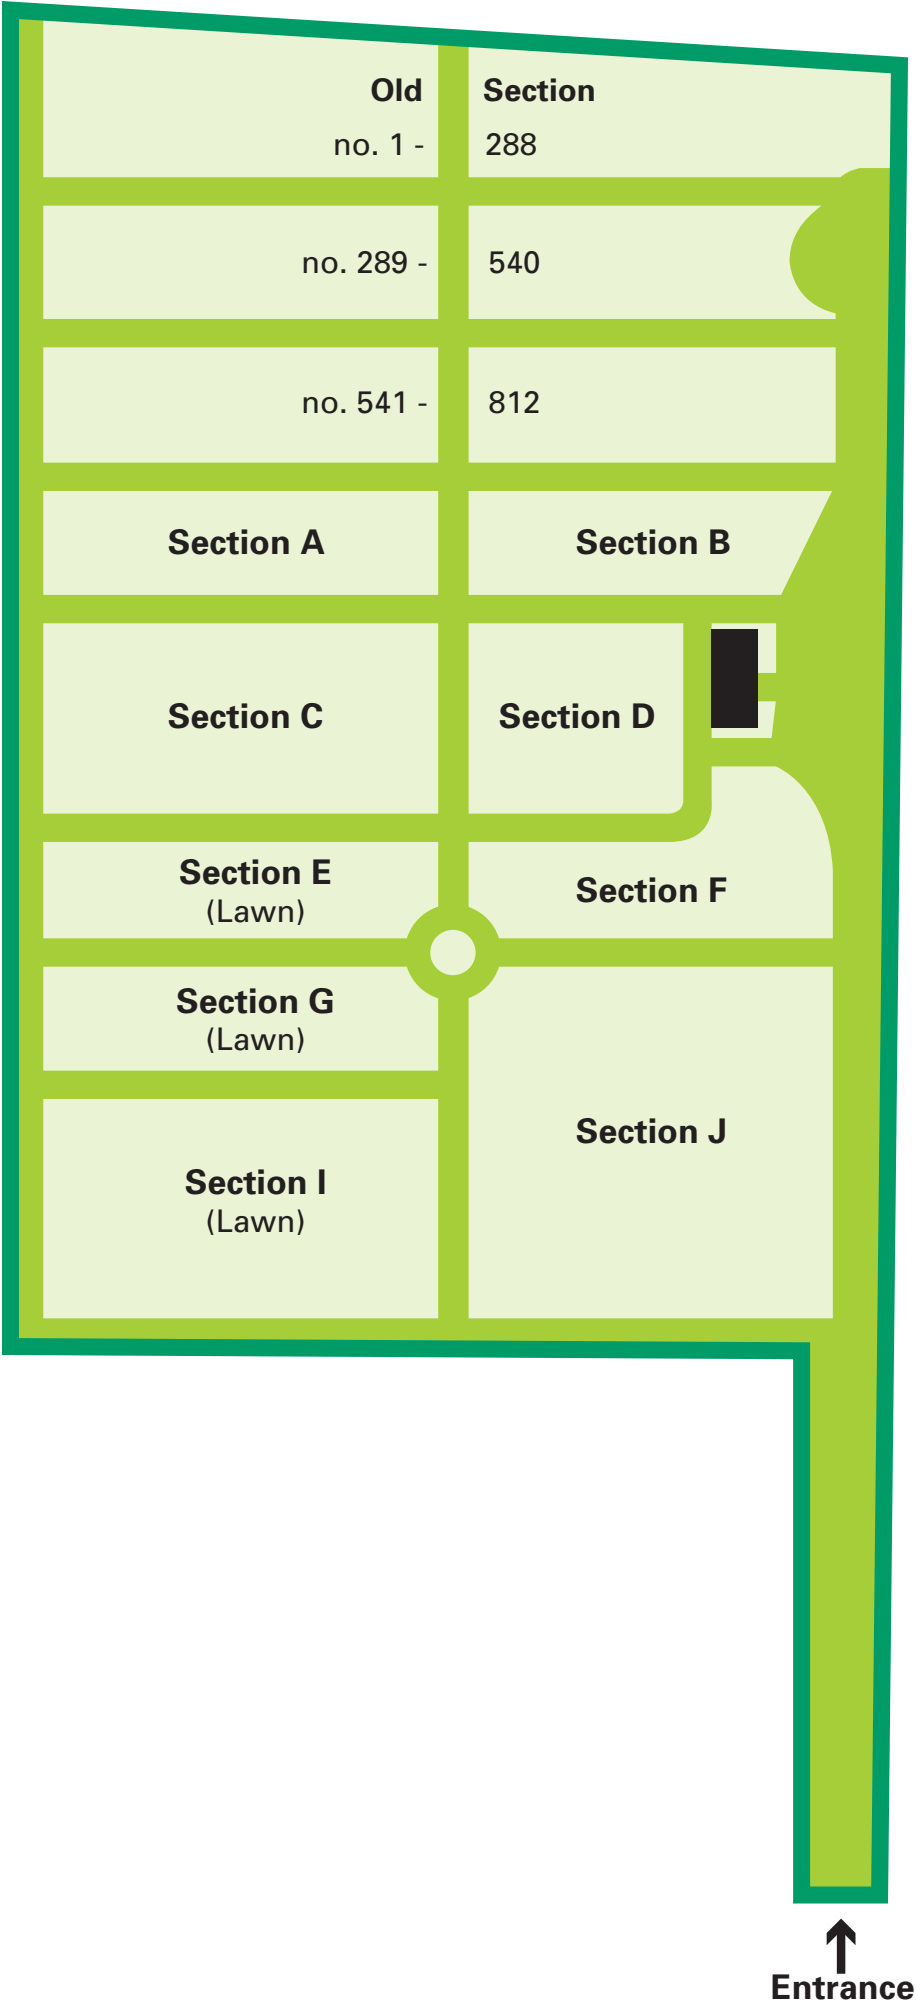 Old Section
no. 1 - 288
no. 289 - 540
no. 541 - 812
Section A
Section B
Section C
Section D
Section E
(Lawn)
Section F
Section G
(Lawn)
Section J
Section I
(Lawn)
Entrance